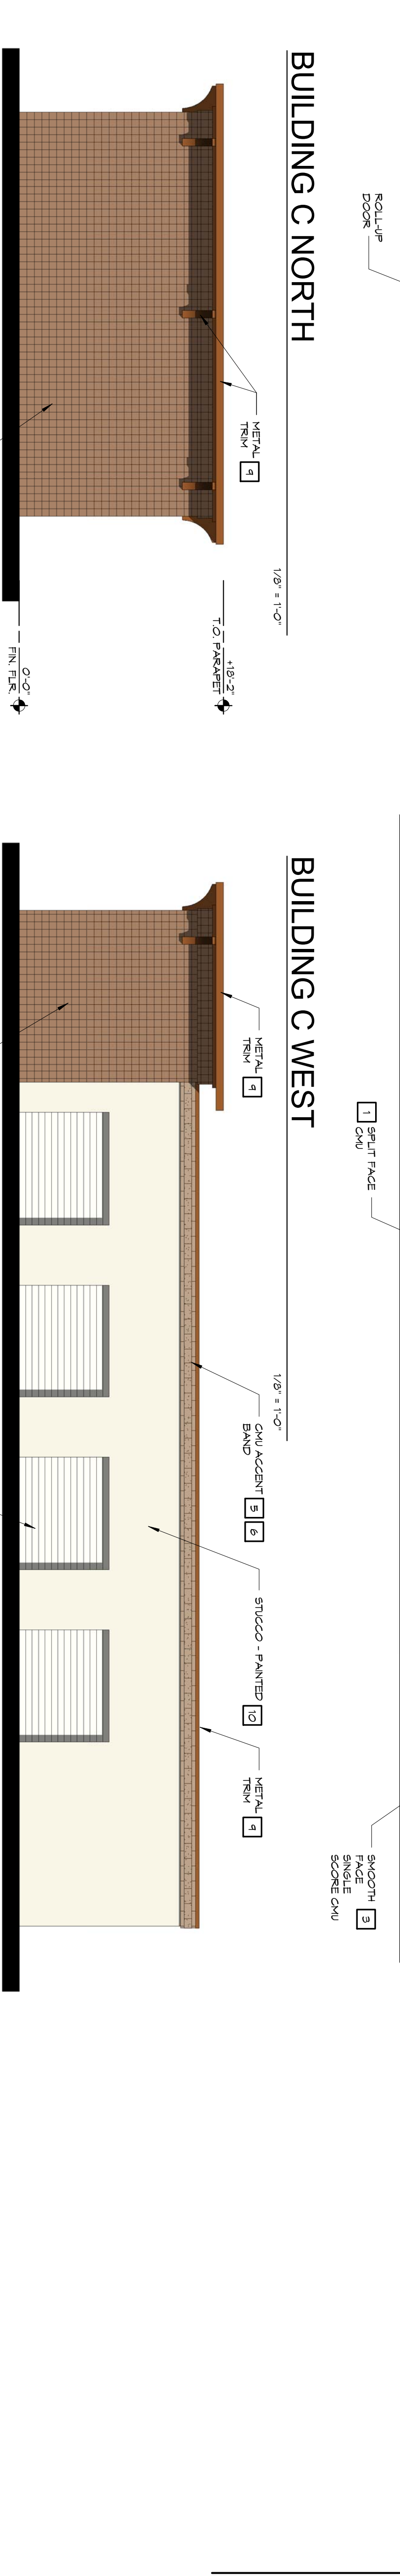 ROLL-UP
DOOR
BUILDING C NORTH
1/8" = 1'-0"
METAL
TRIM
9
+18'-2"
T.O. PARAPET
0'-0"
FIN. FLR.
1
SPLIT FACE
CMU
SMOOTH
FACE
SINGLE
SCORE CMU
3
BUILDING C WEST
1/8" = 1'-0"
METAL
TRIM
9
CMU ACCENT
BAND
5
6
STUCCO - PAINTED
10
METAL
TRIM
9